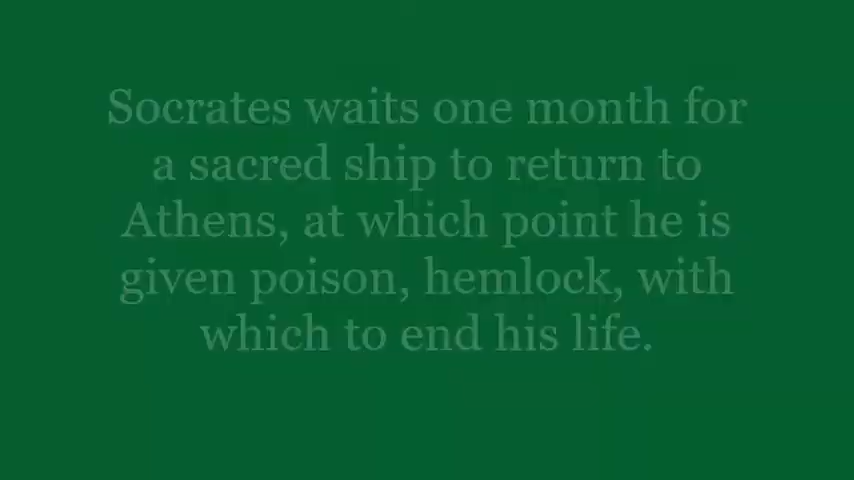 Socrates waits one month for
a sacred ship to return to
Athens, at which point he is
given poison, hemlock, with
which to end his life.